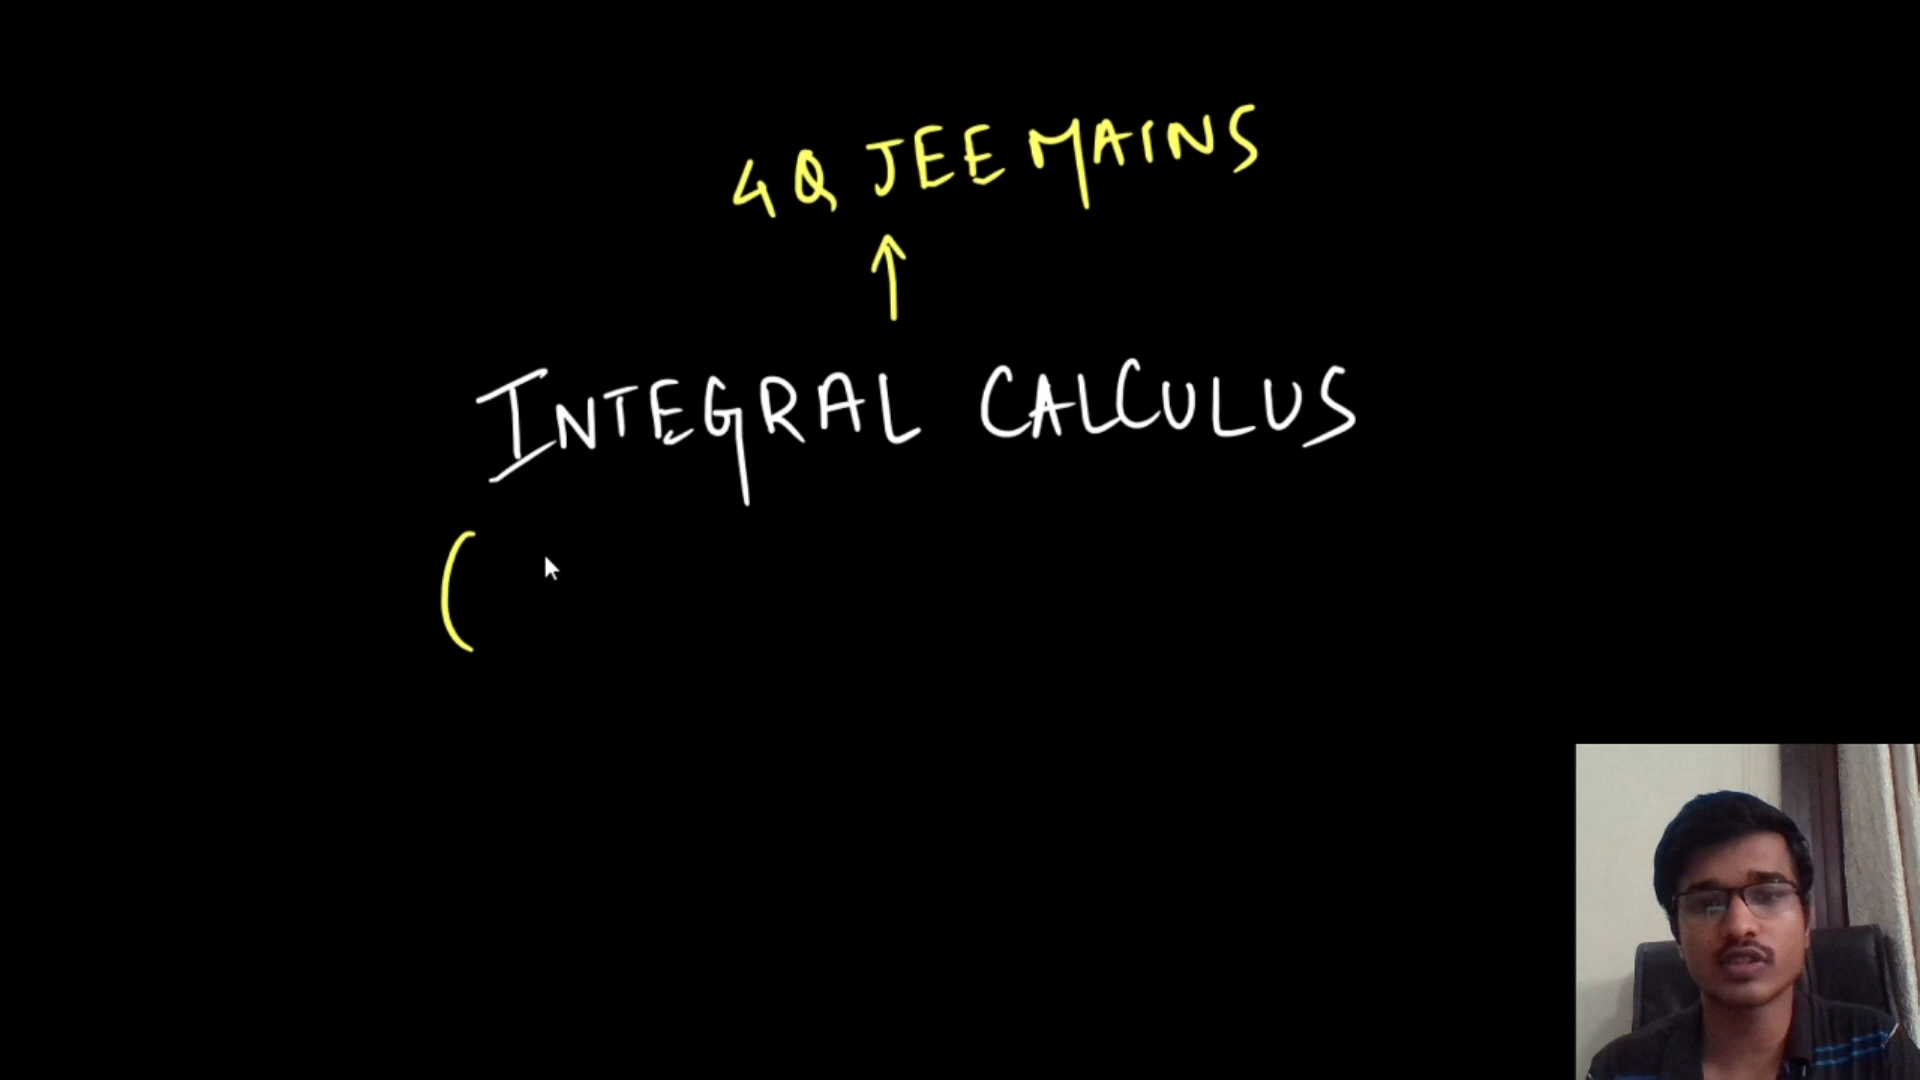 4Q JEE MAINS
↑
INTEGRAL CALCULUS
(